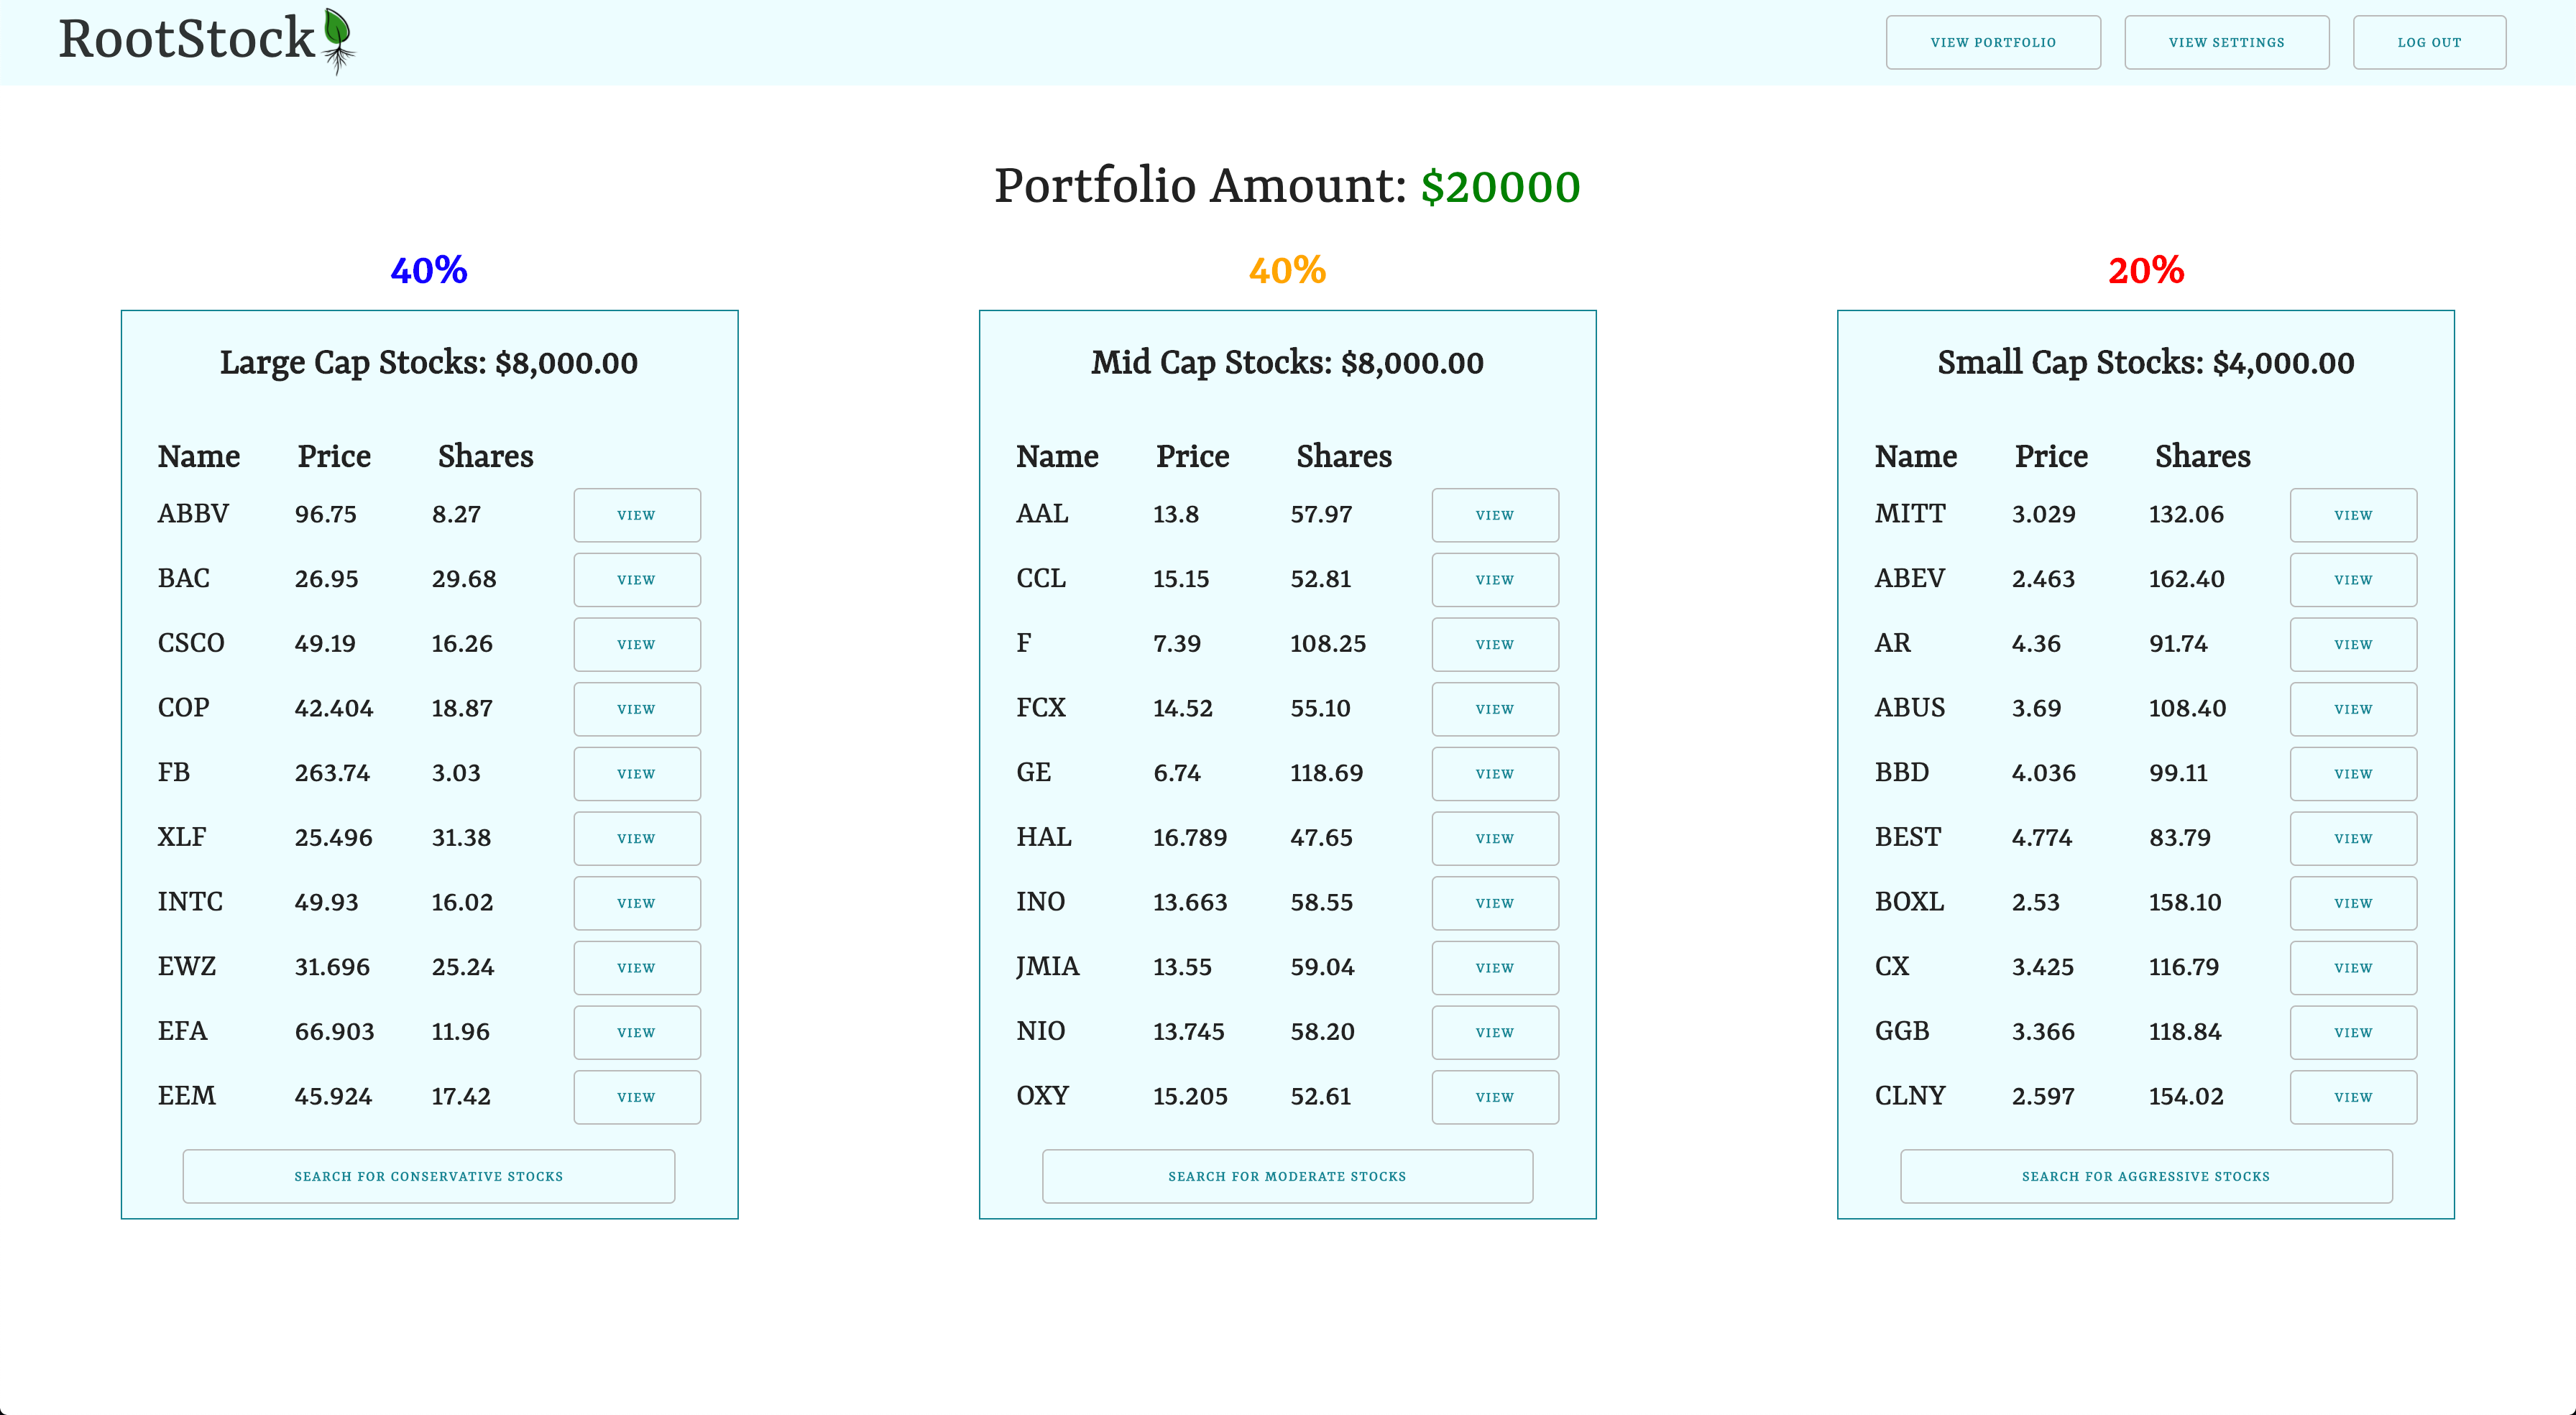 RootStock
VIEW PORTFOLIO VIEW SETTINGS LOG OUT
Portfolio Amount: $20000
40%
Large Cap Stocks: $8,000.00
Name Price Shares
ABBV 96.75 8.27 VIEW
BAC 26.95 29.68 VIEW
CSCO 49.19 16.26 VIEW
COP 42.404 18.87 VIEW
FB 263.74 3.03 VIEW
XLF 25.496 31.38 VIEW
INTC 49.93 16.02 VIEW
EWZ 31.696 25.24 VIEW
EFA 66.903 11.96 VIEW
EEM 45.924 17.42 VIEW
SEARCH FOR CONSERVATIVE STOCKS
40%
Mid Cap Stocks: $8,000.00
Name Price Shares
AAL 13.8 57.97 VIEW
CCL 15.15 52.81 VIEW
F 7.39 108.25 VIEW
FCX 14.52 55.10 VIEW
GE 6.74 118.69 VIEW
HAL 16.789 47.65 VIEW
INO 13.663 58.55 VIEW
JMIA 13.55 59.04 VIEW
NIO 13.745 58.20 VIEW
OXY 15.205 52.61 VIEW
SEARCH FOR MODERATE STOCKS
20%
Small Cap Stocks: $4,000.00
Name Price Shares
MITT 3.029 132.06 VIEW
ABEV 2.463 162.40 VIEW
AR 4.36 91.74 VIEW
ABUS 3.69 108.40 VIEW
BBD 4.036 99.11 VIEW
BEST 4.774 83.79 VIEW
BOXL 2.53 158.10 VIEW
CX 3.425 116.79 VIEW
GGB 3.366 118.84 VIEW
CLNY 2.597 154.02 VIEW
SEARCH FOR AGGRESSIVE STOCKS